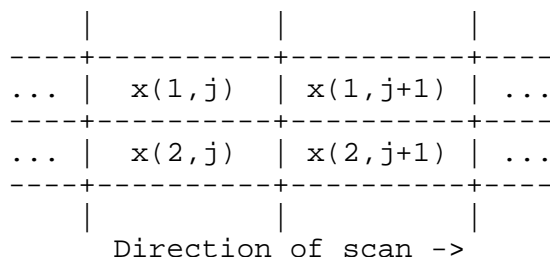 |          |          |
----+----------+----------+----
... |  x(1,j)  | x(1,j+1) | ...
----+----------+----------+----
... |  x(2,j)  | x(2,j+1) | ...
----+----------+----------+----
     |          |          |
      Direction of scan ->